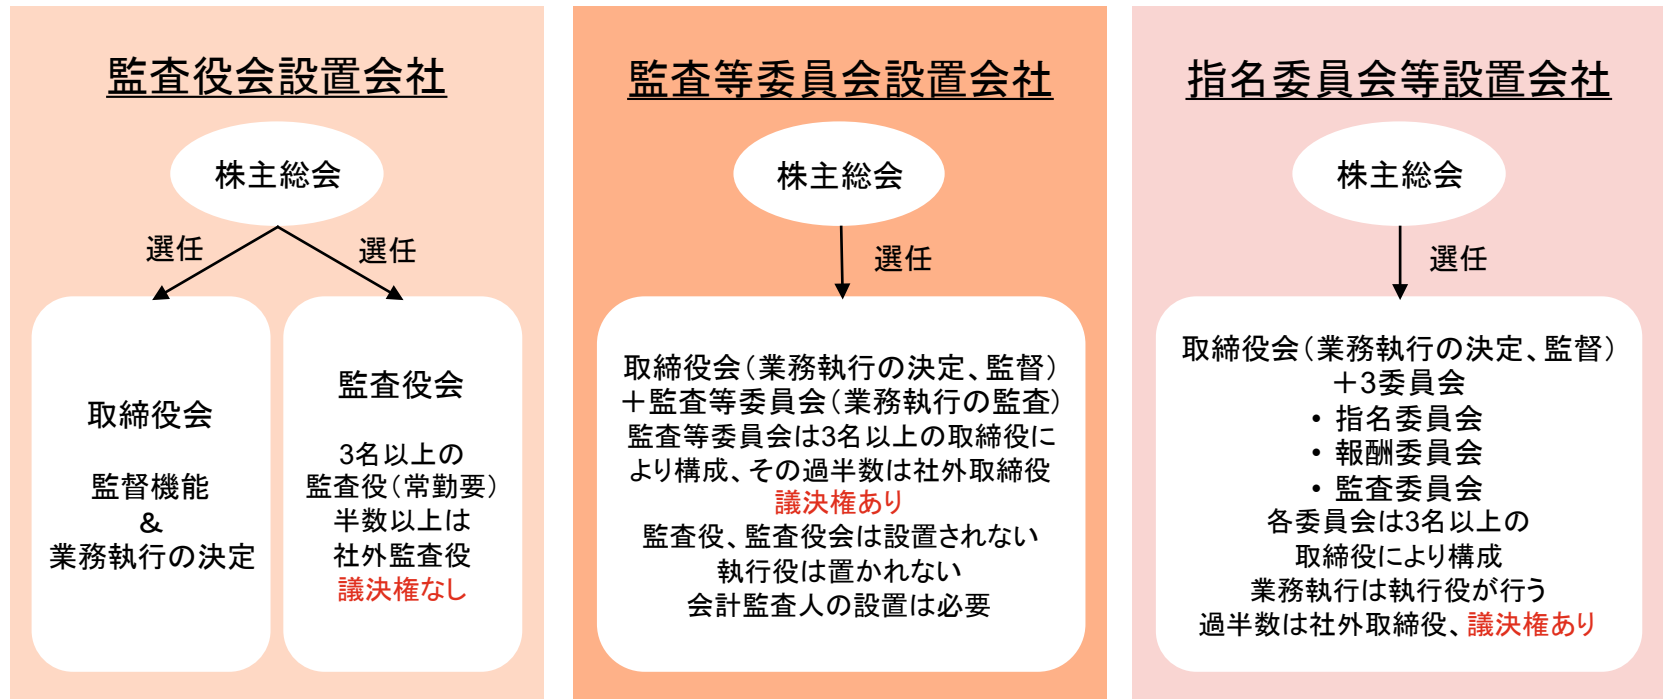 監査役会設置会社
株主総会
選任
選任
取締役会
監督機能
&
業務執行の決定
監査役会
3名以上の
監査役(常勤要)
半数以上は
社外監査役
議決権なし
監査等委員会設置会社
株主総会
選任
取締役会(業務執行の決定、監督)
+監査等委員会(業務執行の監査)
監査等委員会は3名以上の取締役に
より構成、その過半数は社外取締役
議決権あり
監査役、監査役会は設置されない
執行役は置かれない
会計監査人の設置は必要
指名委員会等設置会社
株主総会
選任
取締役会(業務執行の決定、監督)
+3委員会
• 指名委員会
• 報酬委員会
• 監査委員会
各委員会は3名以上の
取締役により構成
業務執行は執行役が行う
過半数は社外取締役、議決権あり